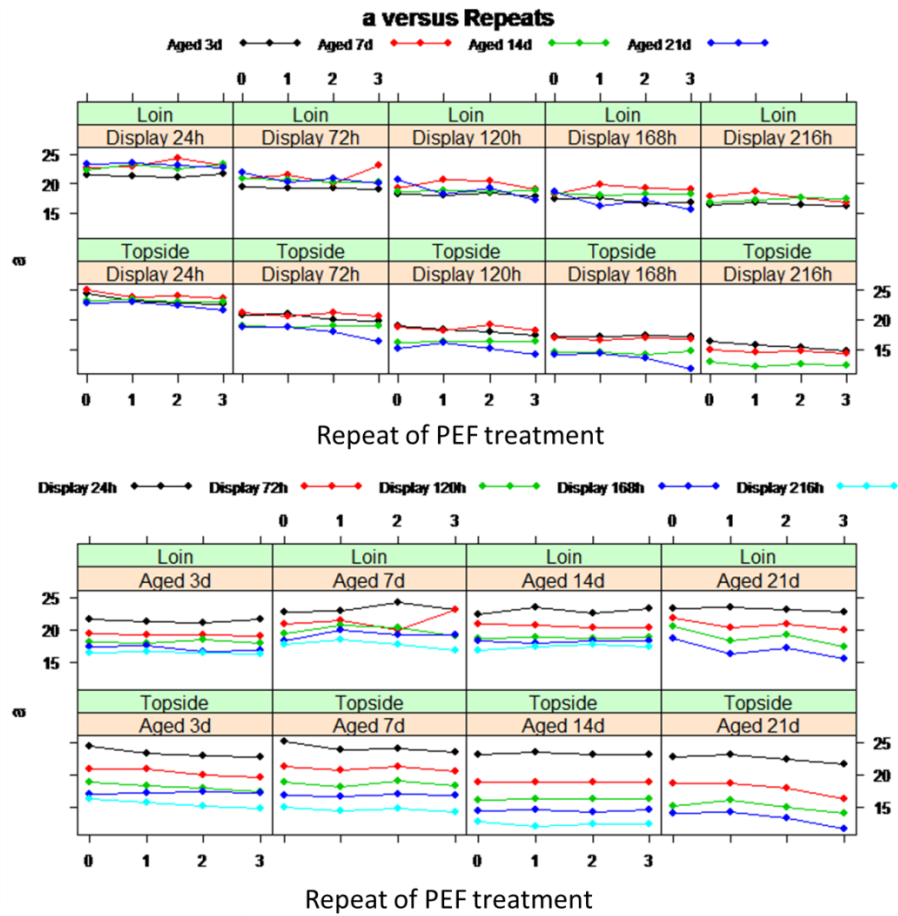 a versus Repeats
Aged 3d Aged 7d Aged 14d Aged 21d
0 1 2 3 0 1 2 3
Loin Loin Loin Loin Loin
Display 24h Display 72h Display 120h Display 168h Display 216h
25
20
15
Topside Topside Topside Topside Topside
Display 24h Display 72h Display 120h Display 168h Display 216h
a
25
20
15
0 1 2 3 0 1 2 3 0 1 2 3
Repeat of PEF treatment
Display 24h Display 72h Display 120h Display 168h Display 216h
0 1 2 3 0 1 2 3
Loin Loin Loin Loin
Aged 3d Aged 7d Aged 14d Aged 21d
25
20
15
Topside Topside Topside Topside
Aged 3d Aged 7d Aged 14d Aged 21d
a
25
20
15
0 1 2 3 0 1 2 3
Repeat of PEF treatment